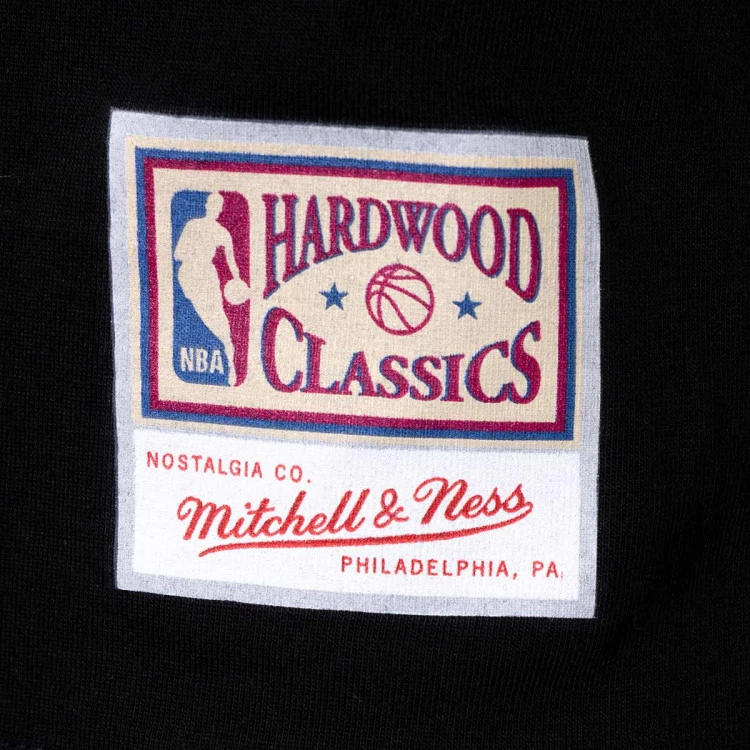 HARDWOOD
NBA
CLASSICS
NOSTALGIA CO.
Mitchell & Ness
PHILADELPHIA, PA.